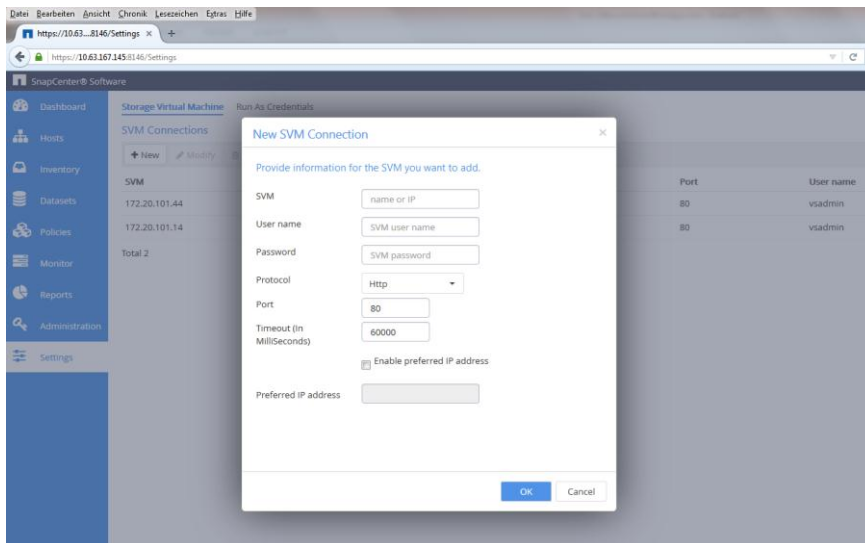 Datei Bearbeiten Ansicht Chronik Lesezeichen Extras Hilfe
https://10.63....8146/Settings × +
https://10.63.167.145:8146/Settings
SnapCenter® Software
Dashboard
Hosts
Inventory
Datasets
Policies
Monitor
Reports
Administration
Settings
Storage Virtual Machine Run As Credentials
SVM Connections
+ New Modify
SVM Port User name
172.20.101.44 80 vsadmin
172.20.101.14 80 vsadmin
Total 2
New SVM Connection ×
Provide information for the SVM you want to add.
SVM name or IP
User name SVM user name
Password SVM password
Protocol Http
Port 80
Timeout (In MilliSeconds) 60000
Enable preferred IP address
Preferred IP address
OK Cancel